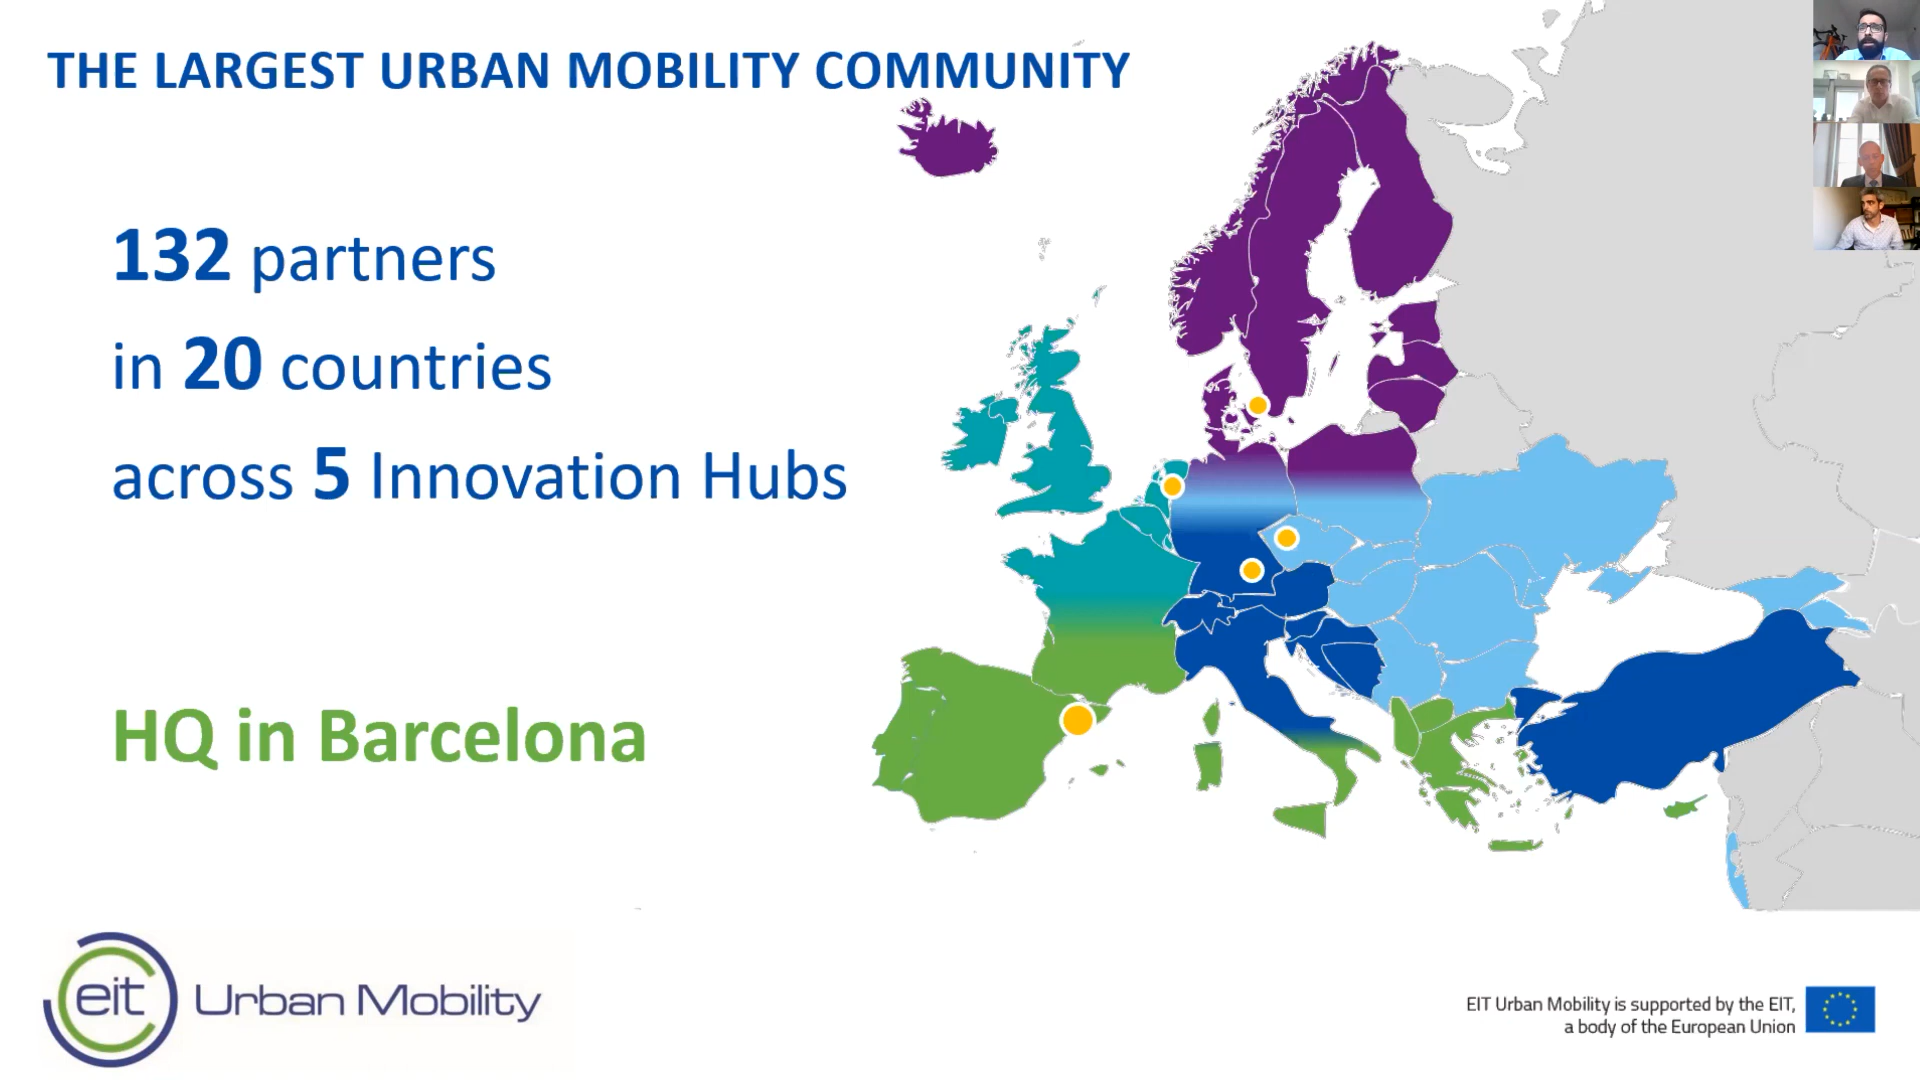 THE LARGEST URBAN MOBILITY COMMUNITY
132 partners
in 20 countries
across 5 Innovation Hubs
HQ in Barcelona
eit Urban Mobility
EIT Urban Mobility is supported by the EIT,
a body of the European Union